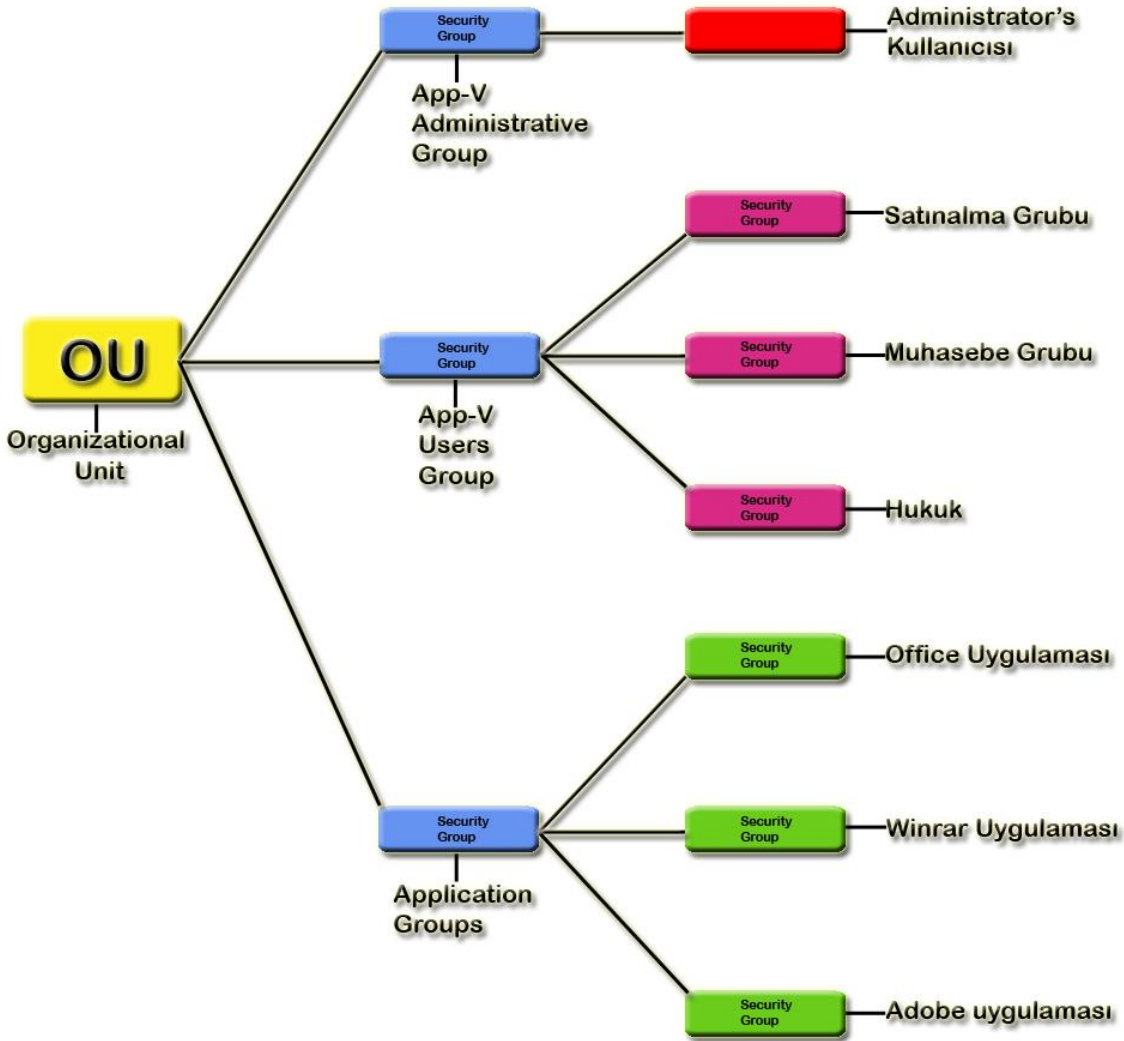 Security
Group
App-V
Administrative
Group
Administrator's
Kullanıcısı
OU
Organizational
Unit
Security
Group
App-V
Users
Group
Security
Group
Satınalma Grubu
Security
Group
Muhasebe Grubu
Security
Group
Hukuk
Security
Group
Application
Groups
Security
Group
Office Uygulaması
Security
Group
Winrar Uygulaması
Security
Group
Adobe uygulaması